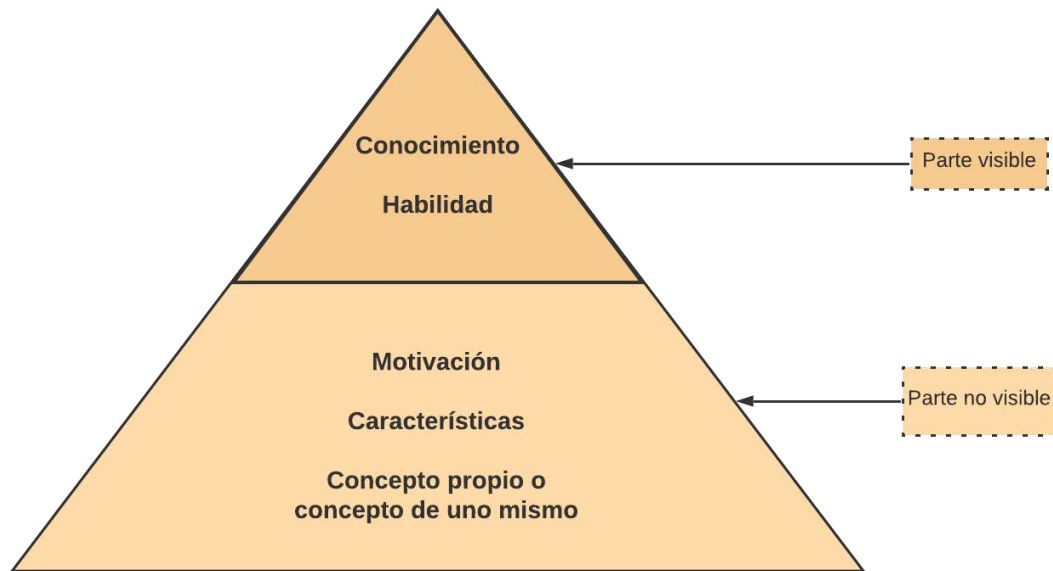 Conocimiento
Parte visible
Habilidad
Motivación
Parte no visible
Características
Concepto propio o
concepto de uno mismo